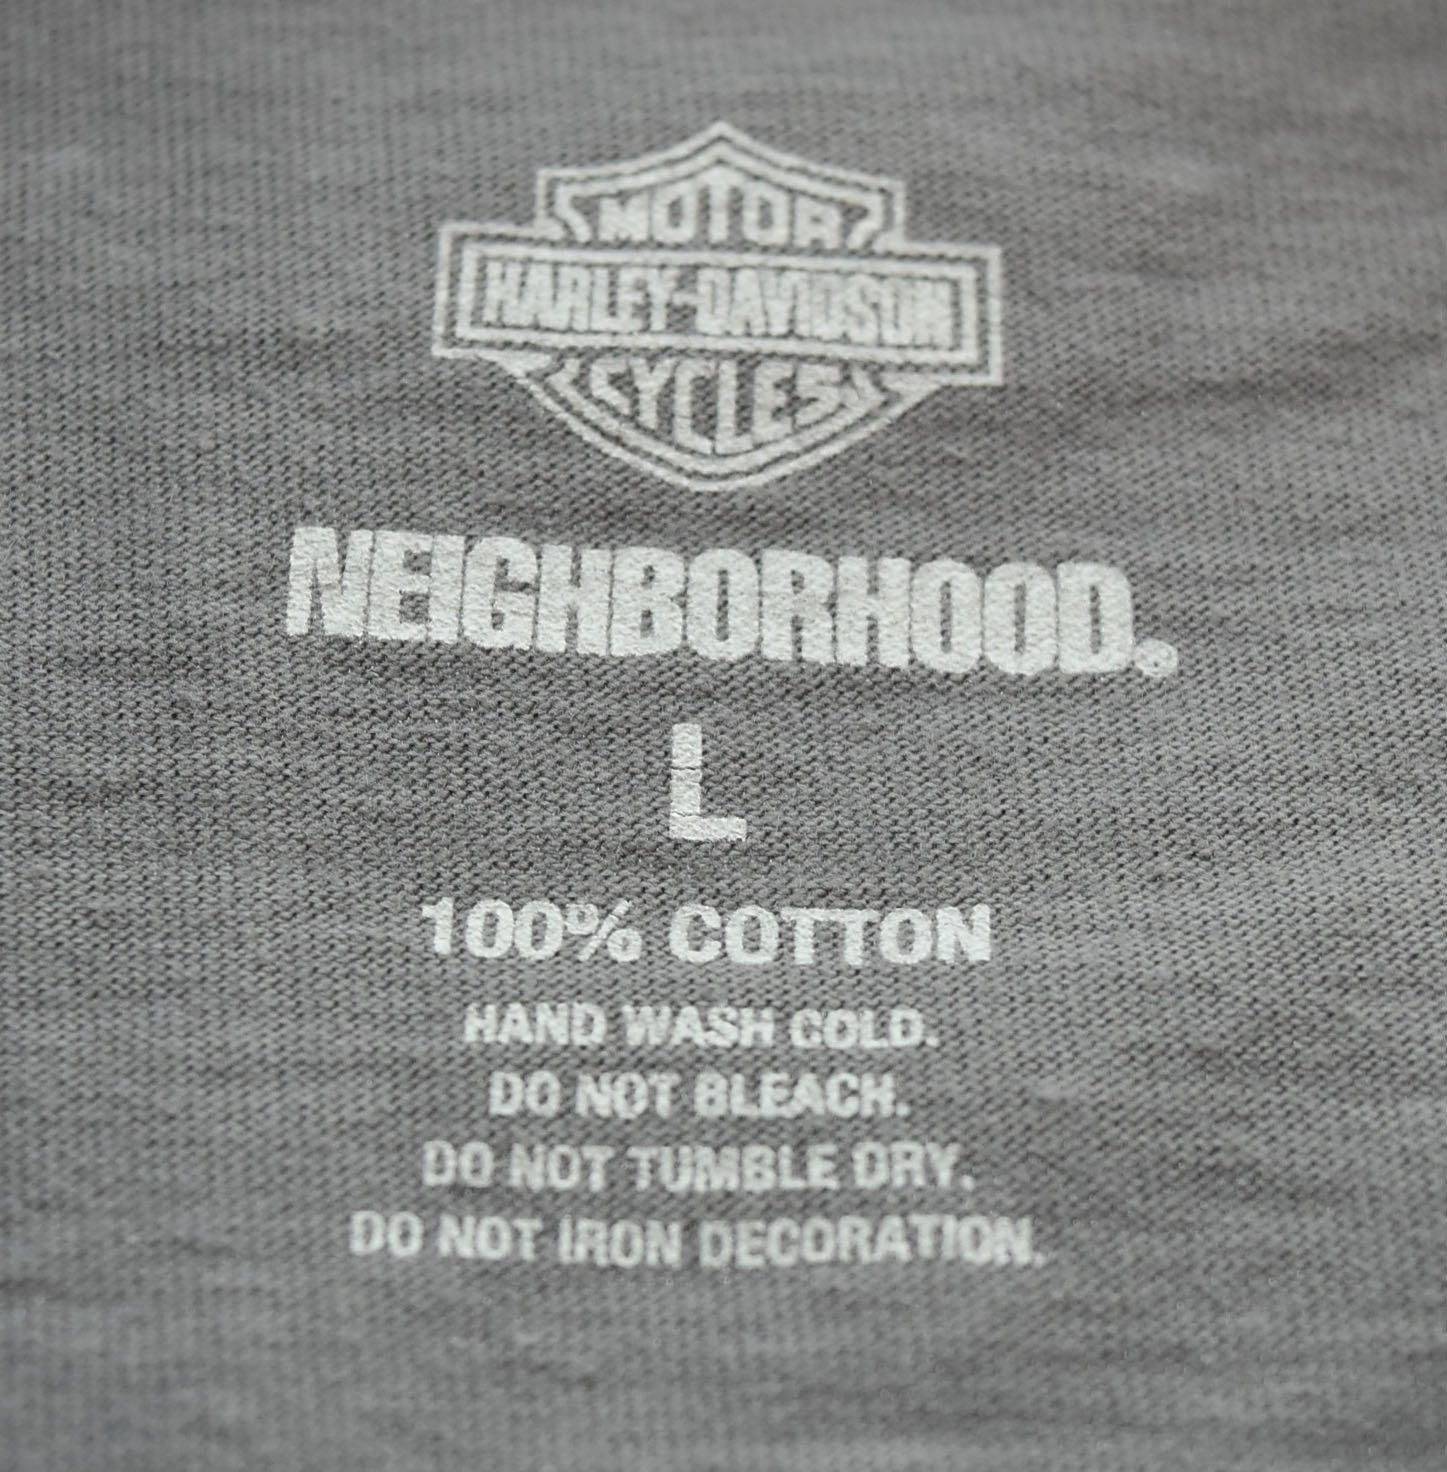 MOTOR
HARLEY-DAVIDSON
CYCLES
NEIGHBORHOOD®
L
100% COTTON
HAND WASH COLD.
DO NOT BLEACH.
DO NOT TUMBLE DRY.
DO NOT IRON DECORATION.